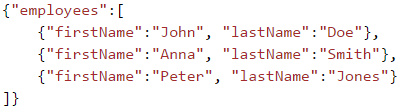 {"employees":[
    {"firstName":"John", "lastName":"Doe"},
    {"firstName":"Anna", "lastName":"Smith"},
    {"firstName":"Peter", "lastName":"Jones"}
]}